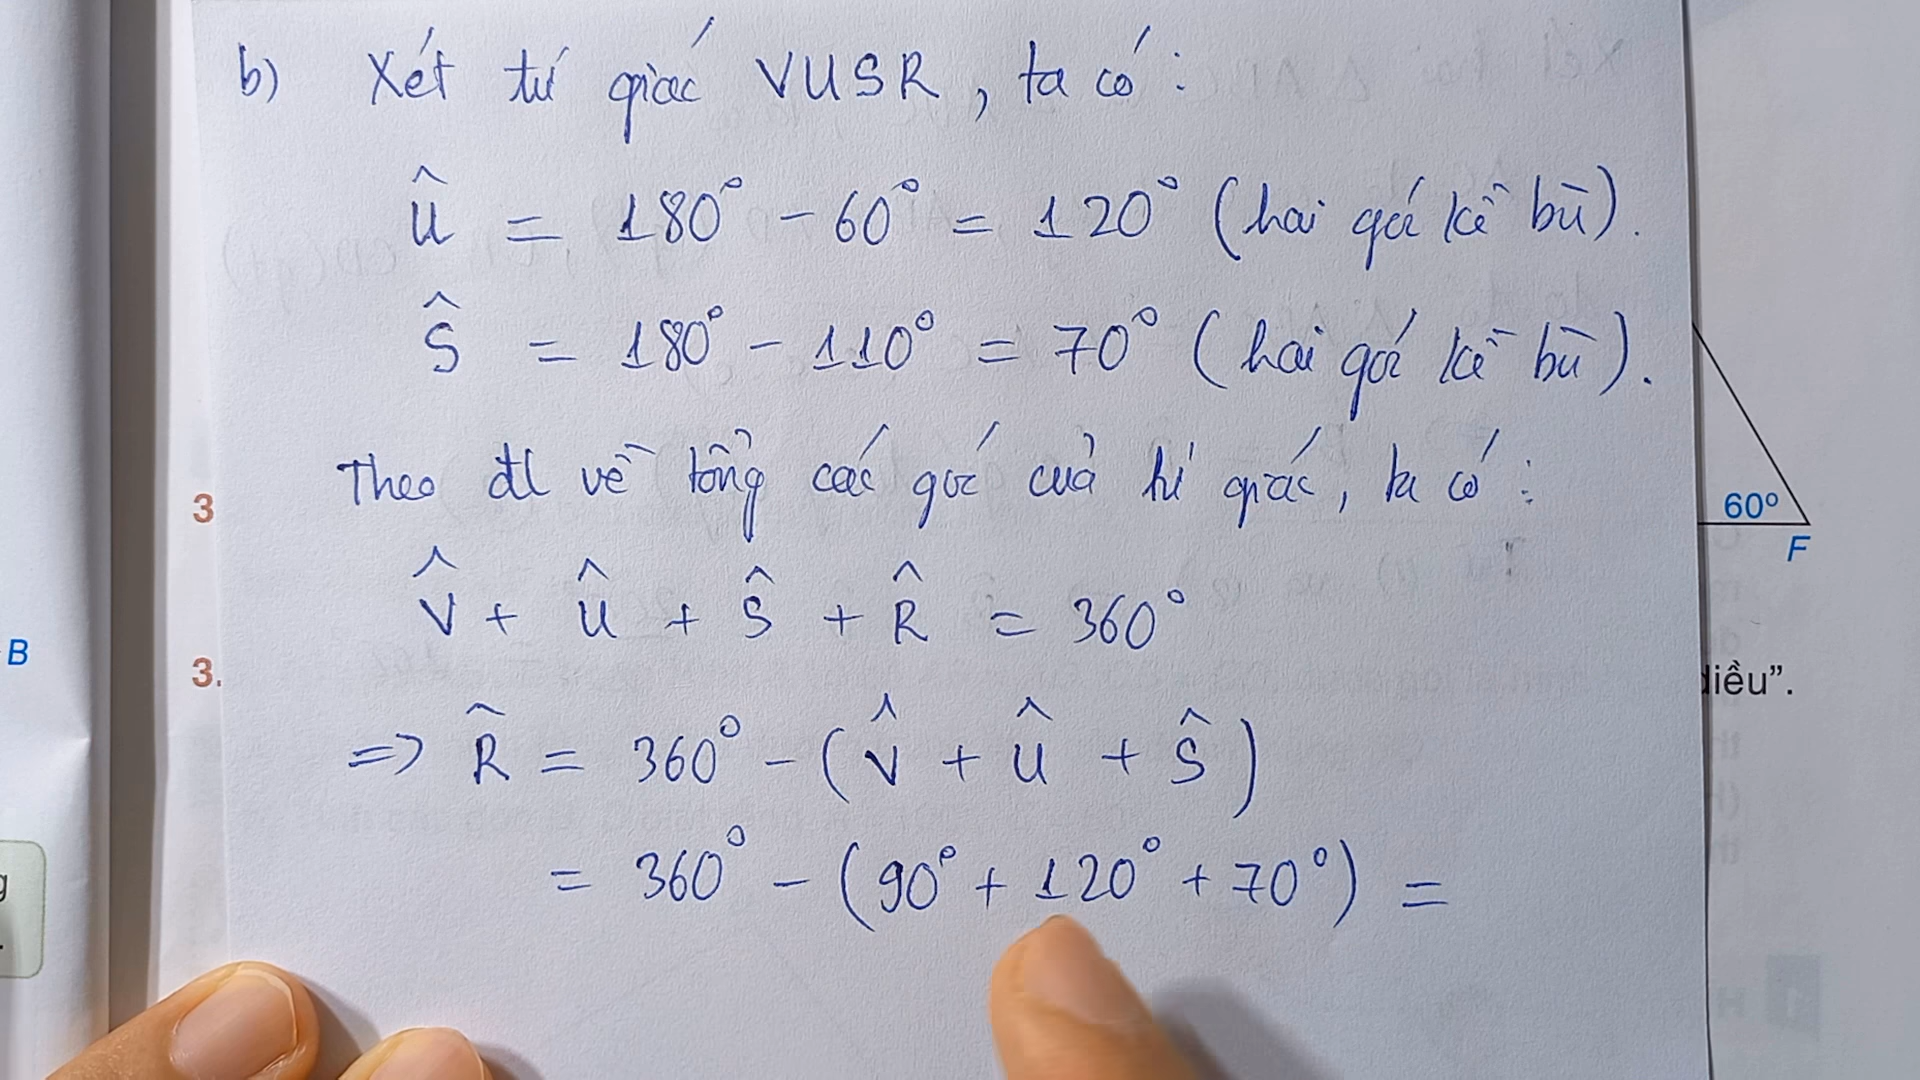 b) Xét tứ giác VUSR, ta có:
Û = 180° - 60° = 120° (hai góc kề bù).
Ŝ = 180° - 110° = 70° (hai góc kề bù).
Theo đl về tổng các góc của tứ giác, ta có:
V̂ + Û + Ŝ + R̂ = 360°
=> R̂ = 360° - (V̂ + Û + Ŝ)
= 360° - (90° + 120° + 70°) =
3
3.
B
60°
F
diều”.